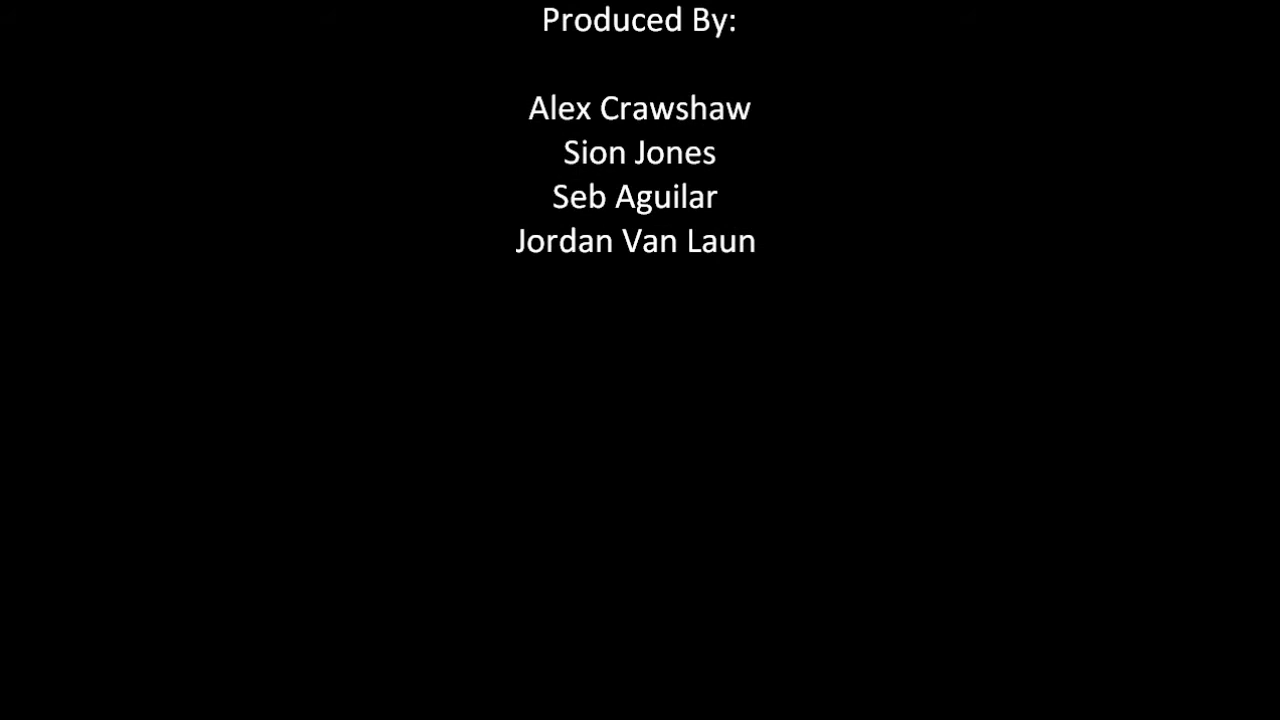 Produced By:
Alex Crawshaw
Sion Jones
Seb Aguilar
Jordan Van Laun